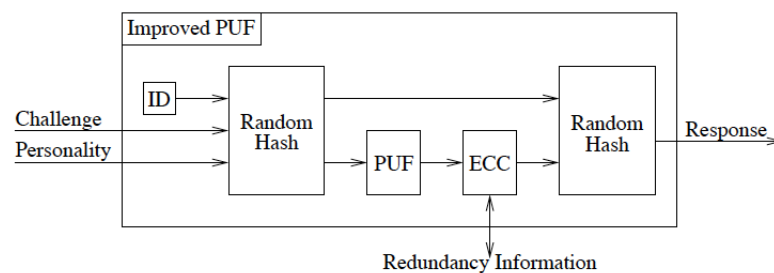 Improved PUF
ID
Challenge
Personality
Random
Hash
PUF
ECC
Random
Hash
Response
Redundancy Information